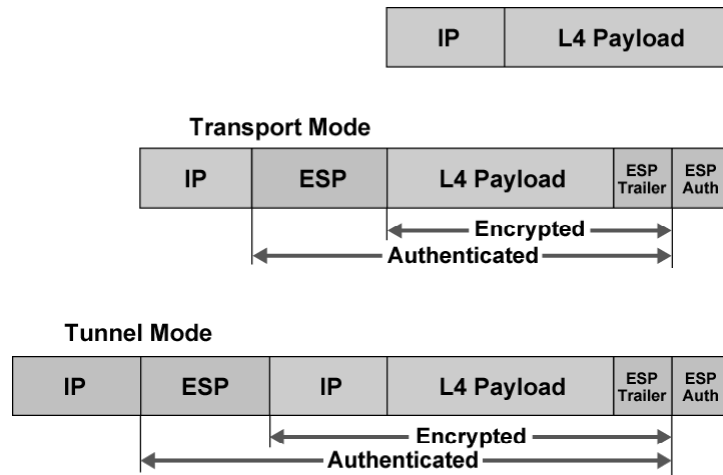 IP L4 Payload
Transport Mode
IP ESP L4 Payload ESP Trailer ESP Auth
Encrypted
Authenticated
Tunnel Mode
IP ESP IP L4 Payload ESP Trailer ESP Auth
Encrypted
Authenticated